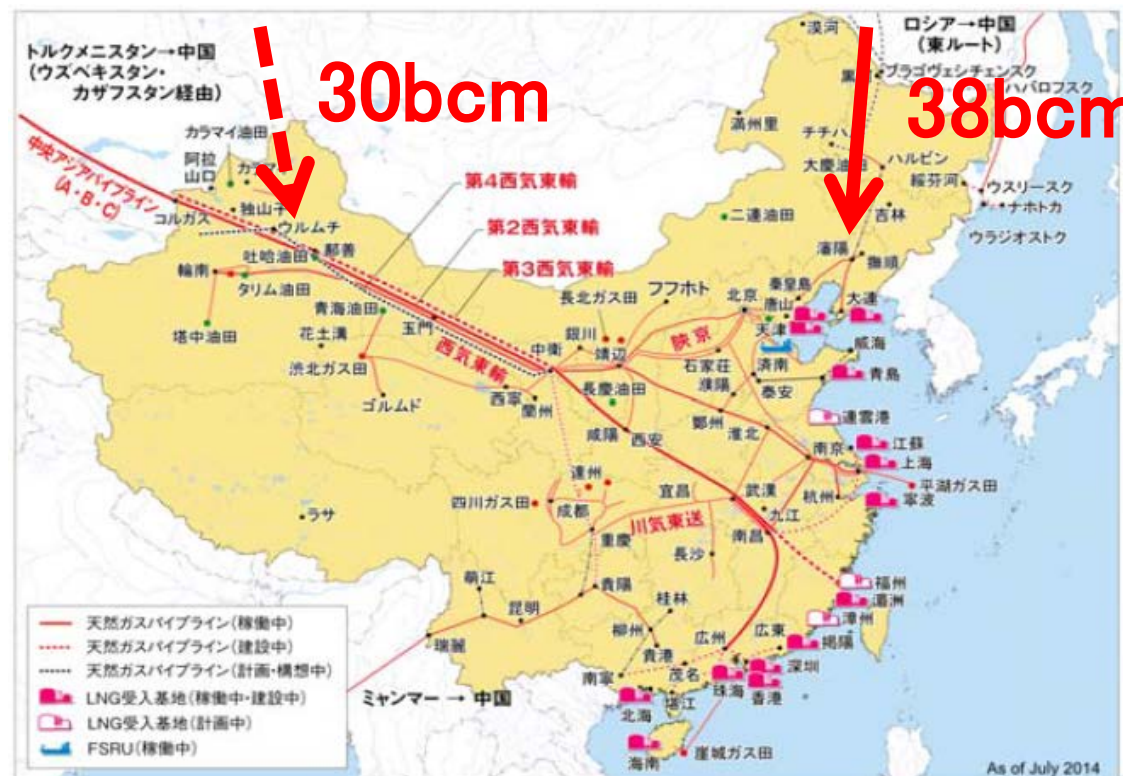 トルクメニスタン→中国
(ウズベキスタン・
カザフスタン経由)
30bcm
ロシア→中国
(東ルート)
38bcm
漠河
ブラゴヴェシチェンスク
ハバロフスク
満州里
チチハ
大慶油田
ハルビン
綏芬河
ウスリースク
ナホトカ
ウラジオストク
吉林
瀋陽
撫順
二連油田
カラマイ油田
阿拉
山口
中央アジアパイプライン
(A・B・C)
コルガス
独山子
ウルムチ
吐哈油田
鄯善
輪南
タリム油田
塔中油田
第4西気東輸
第2西気東輸
第3西気東輸
青海油田
玉門
花土溝
渋北ガス田
ゴルムド
西気東輸
西寧
蘭州
中衛
銀川
長北ガス田
フフホト
靖辺
陝京
北京
秦皇島
唐山
天津
大連
威海
石家荘
済南
濮陽
泰安
青島
長慶油田
鄭州
淮北
連雲港
咸陽
西安
南京
江蘇
上海
平湖ガス田
達州
四川ガス田
成都
宜昌
武漢
九江
杭州
寧波
川気東送
重慶
長沙
南昌
ラサ
福州
湄洲
漳州
貴陽
桂林
昆明
瑞麗
柳州
貴港
広州
広東
掲陽
深圳
香港
珠海
南寧
茂名
北海
海南
崖城ガス田
ミャンマー → 中国
天然ガスパイプライン(稼働中)
天然ガスパイプライン(建設中)
天然ガスパイプライン(計画・構想中)
LNG受入基地(稼働中・建設中)
LNG受入基地(計画中)
FSRU(稼働中)
As of July 2014